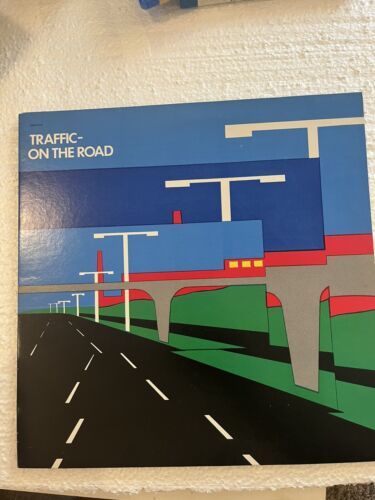 TRAFFIC-
ON THE ROAD